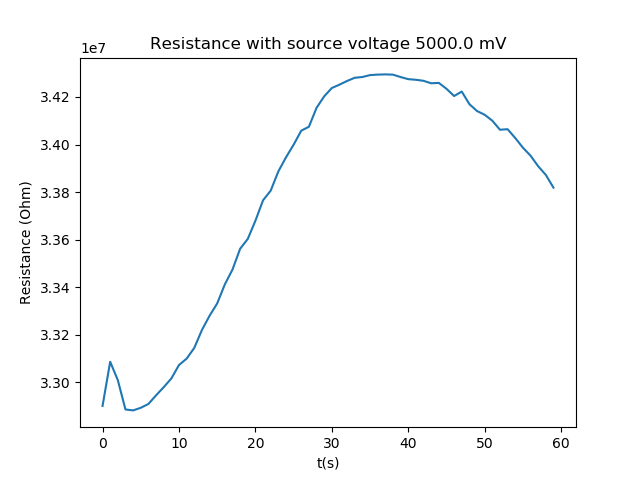 Resistance with source voltage 5000.0 mV
1e7
3.42
3.40
3.38
3.36
3.34
3.32
3.30
Resistance (Ohm)
0 10 20 30 40 50 60
t(s)